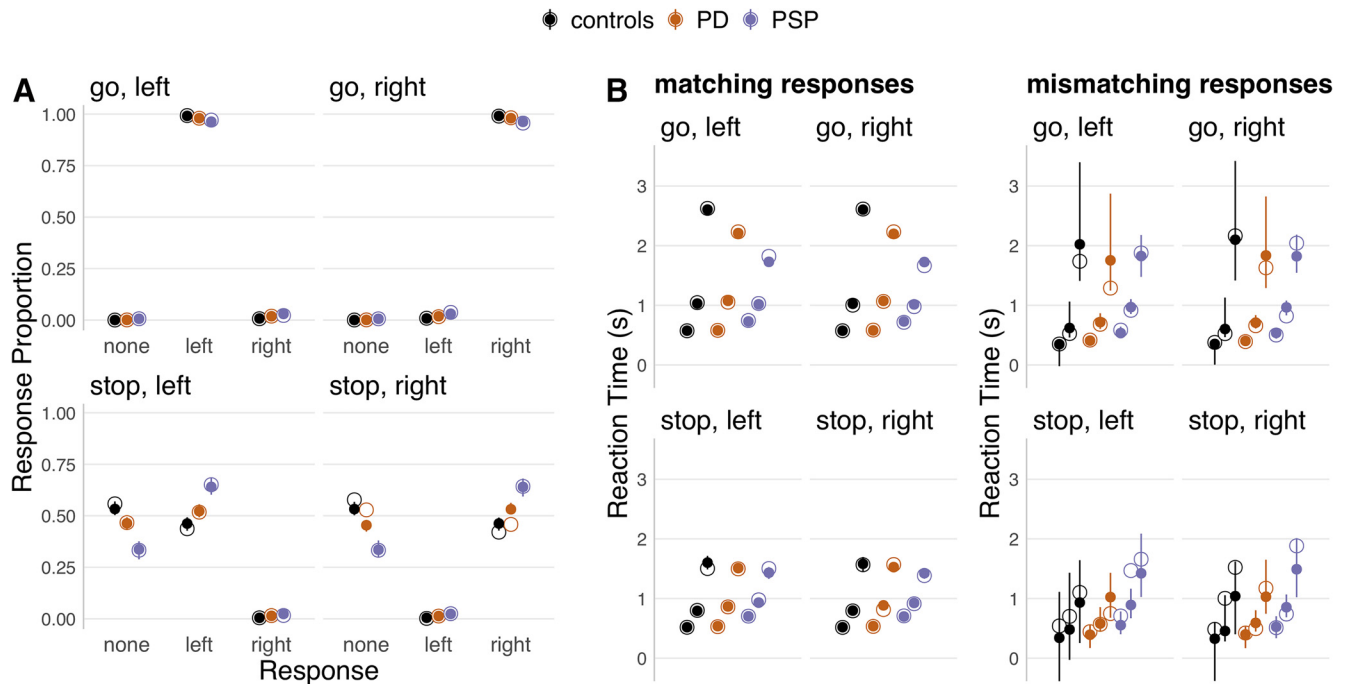 controls PD PSP
A
go, left go, right
1.00
0.75
0.50
0.25
0.00
none left right none left right
stop, left stop, right
1.00
0.75
0.50
0.25
0.00
none left right none left right
Response
Response Proportion
B matching responses mismatching responses
go, left go, right go, left go, right
3 3
2 2
1 1
0 0
stop, left stop, right stop, left stop, right
3 3
2 2
1 1
0 0
Reaction Time (s) Reaction Time (s)